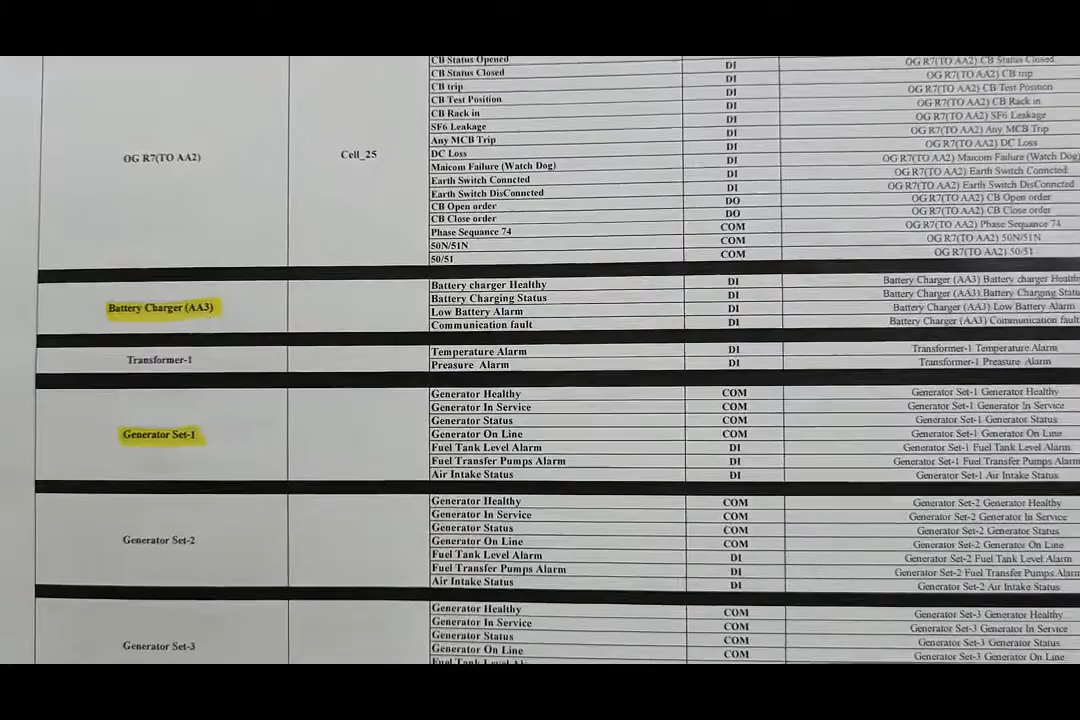 CB Status Opened OG R7(TO AA2) CB Status Closed
CB Status Closed DI OG R7(TO AA2) CB trip
CB trip DI OG R7(TO AA2) CB Test Position
CB Test Position DI OG R7(TO AA2) CB Rack in
CB Rack in DI OG R7(TO AA2) SF6 Leakage
SF6 Leakage DI OG R7(TO AA2) Any MCB Trip
Any MCB Trip DI OG R7(TO AA2) DC Loss
OG R7(TO AA2) Cell_25 DC Loss DI OG R7(TO AA2) Maicom Failure (Watch Dog)
Maicom Failure (Watch Dog) DI OG R7(TO AA2) Earth Switch Conncted
Earth Switch Conncted DI OG R7(TO AA2) Earth Switch DisConncted
Earth Switch DisConncted DI OG R7(TO AA2) CB Open order
CB Open order DO OG R7(TO AA2) CB Close order
CB Close order DO OG R7(TO AA2) Phase Sequance 74
Phase Sequance 74 COM OG R7(TO AA2) 50N/51N
50N/51N COM OG R7(TO AA2) 50/51
50/51 COM
Battery charger Healthy DI Battery Charger (AA3) Battery charger Health
Battery Charging Status DI Battery Charger (AA3) Battery Charging Statu
Battery Charger (AA3) Low Battery Alarm DI Battery Charger (AA3) Low Battery Alarm
Communication fault DI Battery Charger (AA3) Communication fault
Transformer-1 Temperature Alarm DI Transformer-1 Temperature Alarm
Preasure Alarm DI Transformer-1 Preasure Alarm
Generator Healthy COM Generator Set-1 Generator Healthy
Generator In Service COM Generator Set-1 Generator In Service
Generator Status COM Generator Set-1 Generator Status
Generator Set-1 Generator On Line COM Generator Set-1 Generator On Line
Fuel Tank Level Alarm DI Generator Set-1 Fuel Tank Level Alarm
Fuel Transfer Pumps Alarm DI Generator Set-1 Fuel Transfer Pumps Alarm
Air Intake Status DI Generator Set-1 Air Intake Status
Generator Healthy COM Generator Set-2 Generator Healthy
Generator In Service COM Generator Set-2 Generator In Service
Generator Status COM Generator Set-2 Generator Status
Generator Set-2 Generator On Line COM Generator Set-2 Generator On Line
Fuel Tank Level Alarm DI Generator Set-2 Fuel Tank Level Alarm
Fuel Transfer Pumps Alarm DI Generator Set-2 Fuel Transfer Pumps Alarm
Air Intake Status DI Generator Set-2 Air Intake Status
Generator Healthy COM Generator Set-3 Generator Healthy
Generator In Service COM Generator Set-3 Generator In Service
Generator Status COM Generator Set-3 Generator Status
Generator Set-3 Generator On Line COM Generator Set-3 Generator On Line